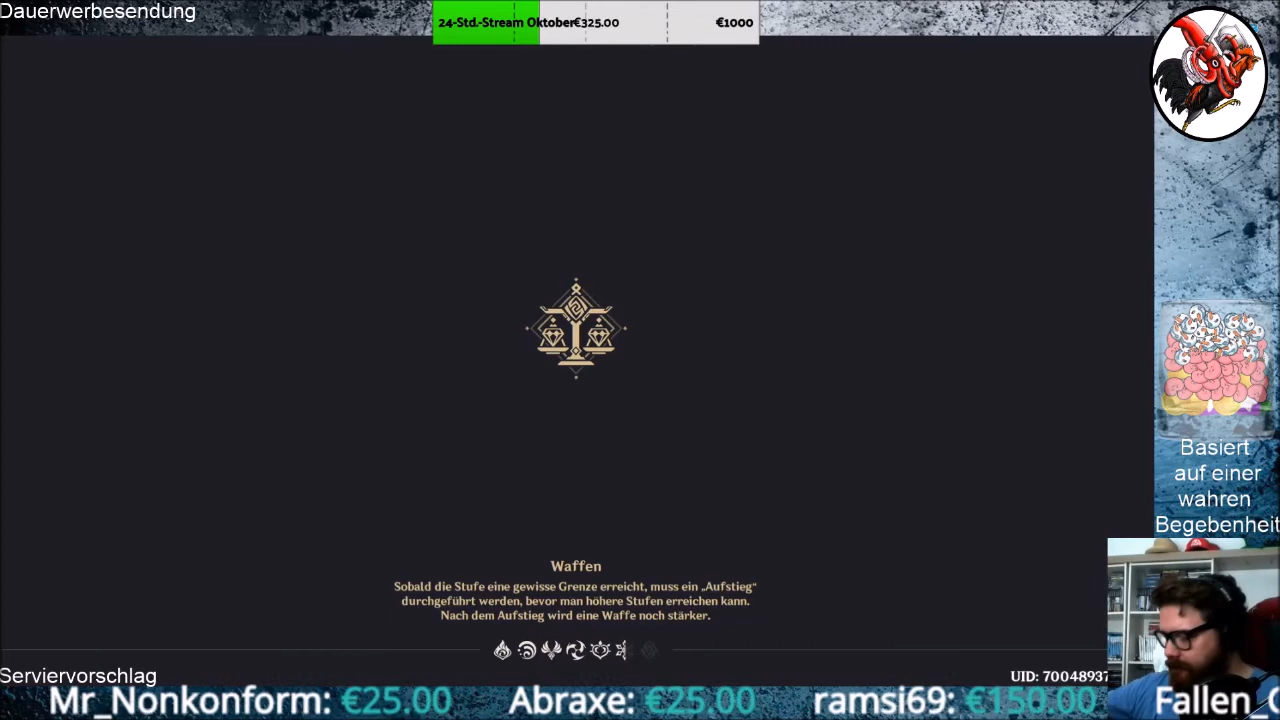 Dauerwerbesendung
24-Std.-Stream Oktober €325.00 €1000
Basiert
auf einer
wahren
Begebenheit
Waffen
Sobald die Stufe eine gewisse Grenze erreicht, muss ein „Aufstieg“
durchgeführt werden, bevor man höhere Stufen erreichen kann.
Nach dem Aufstieg wird eine Waffe noch stärker.
Serviervorschlag
UID: 70048937
Mr_Nonkonform: €25.00 Abraxe: €25.00 ramsi69: €150.00 Fallen_